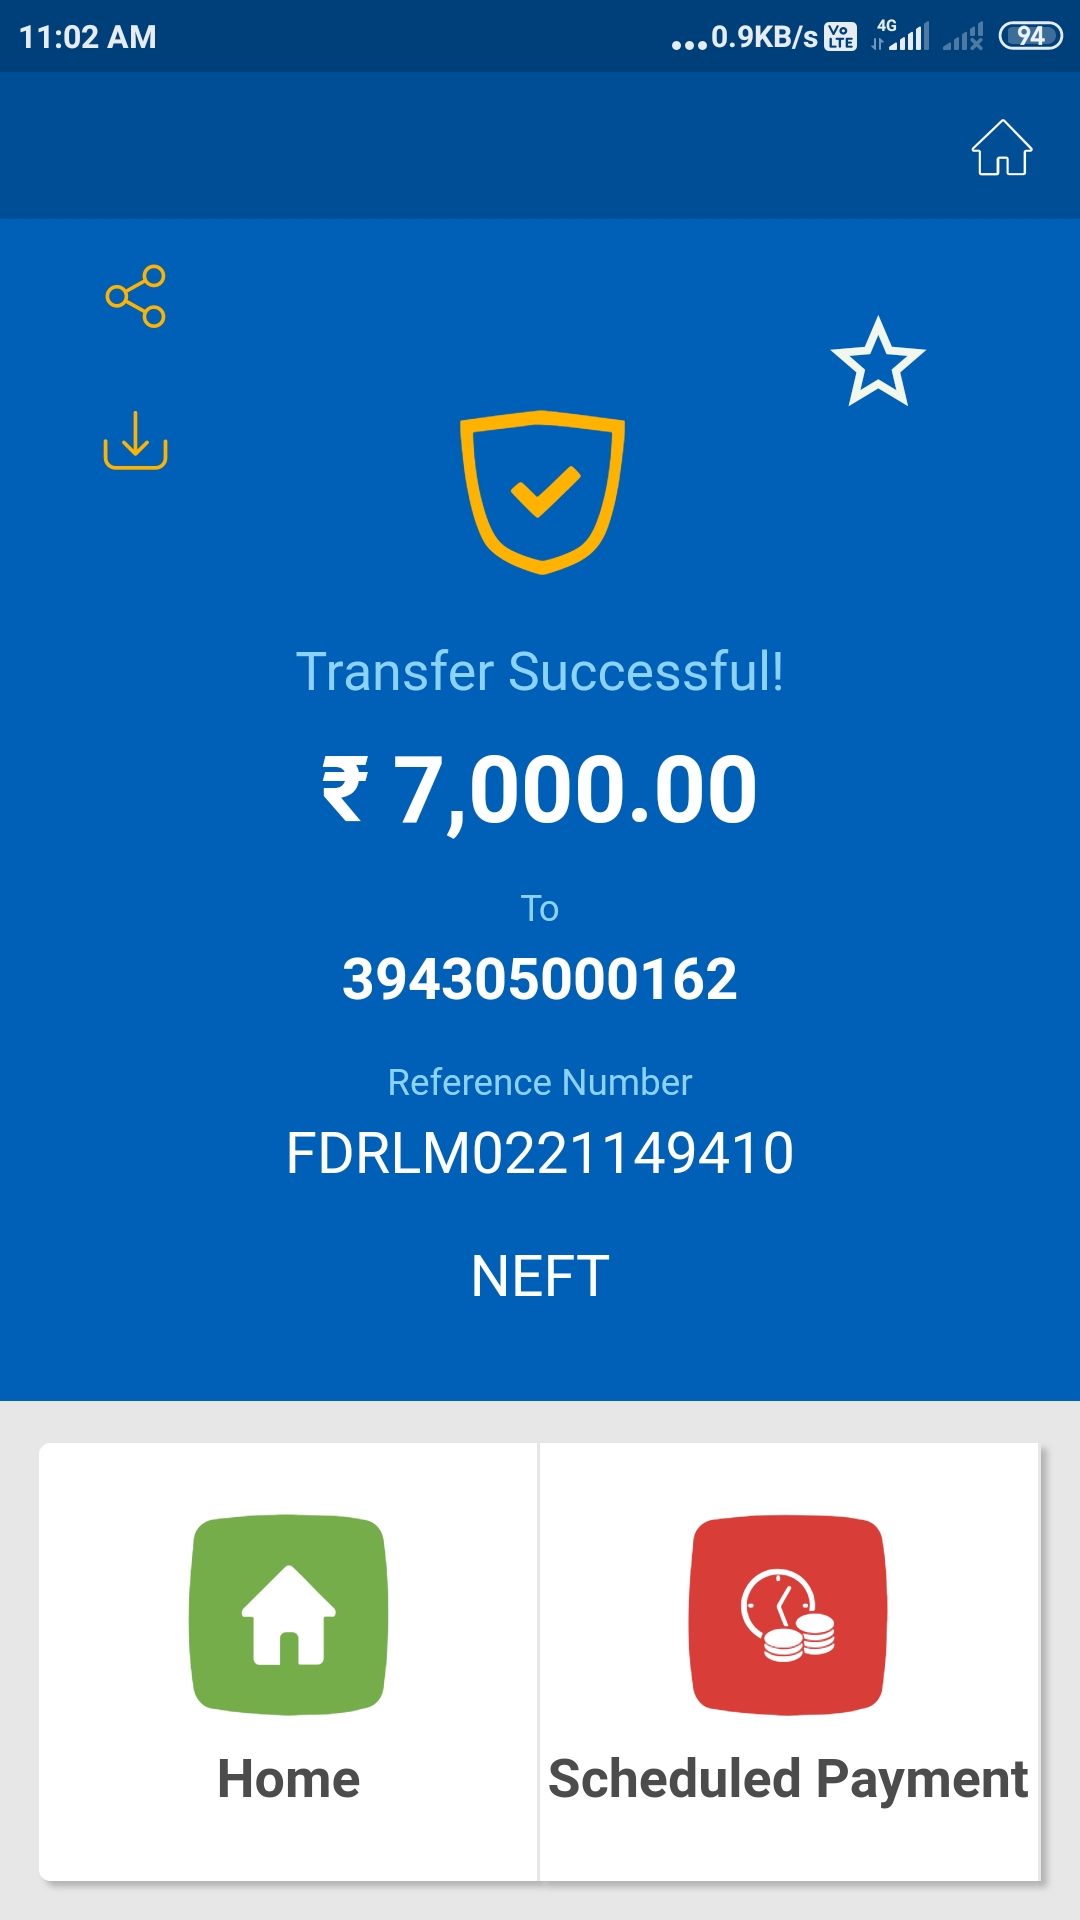 11:02 AM
...0.9KB/s Vo LTE 4G 94
Transfer Successful!
₹ 7,000.00
To
394305000162
Reference Number
FDRLM0221149410
NEFT
Home
Scheduled Payment